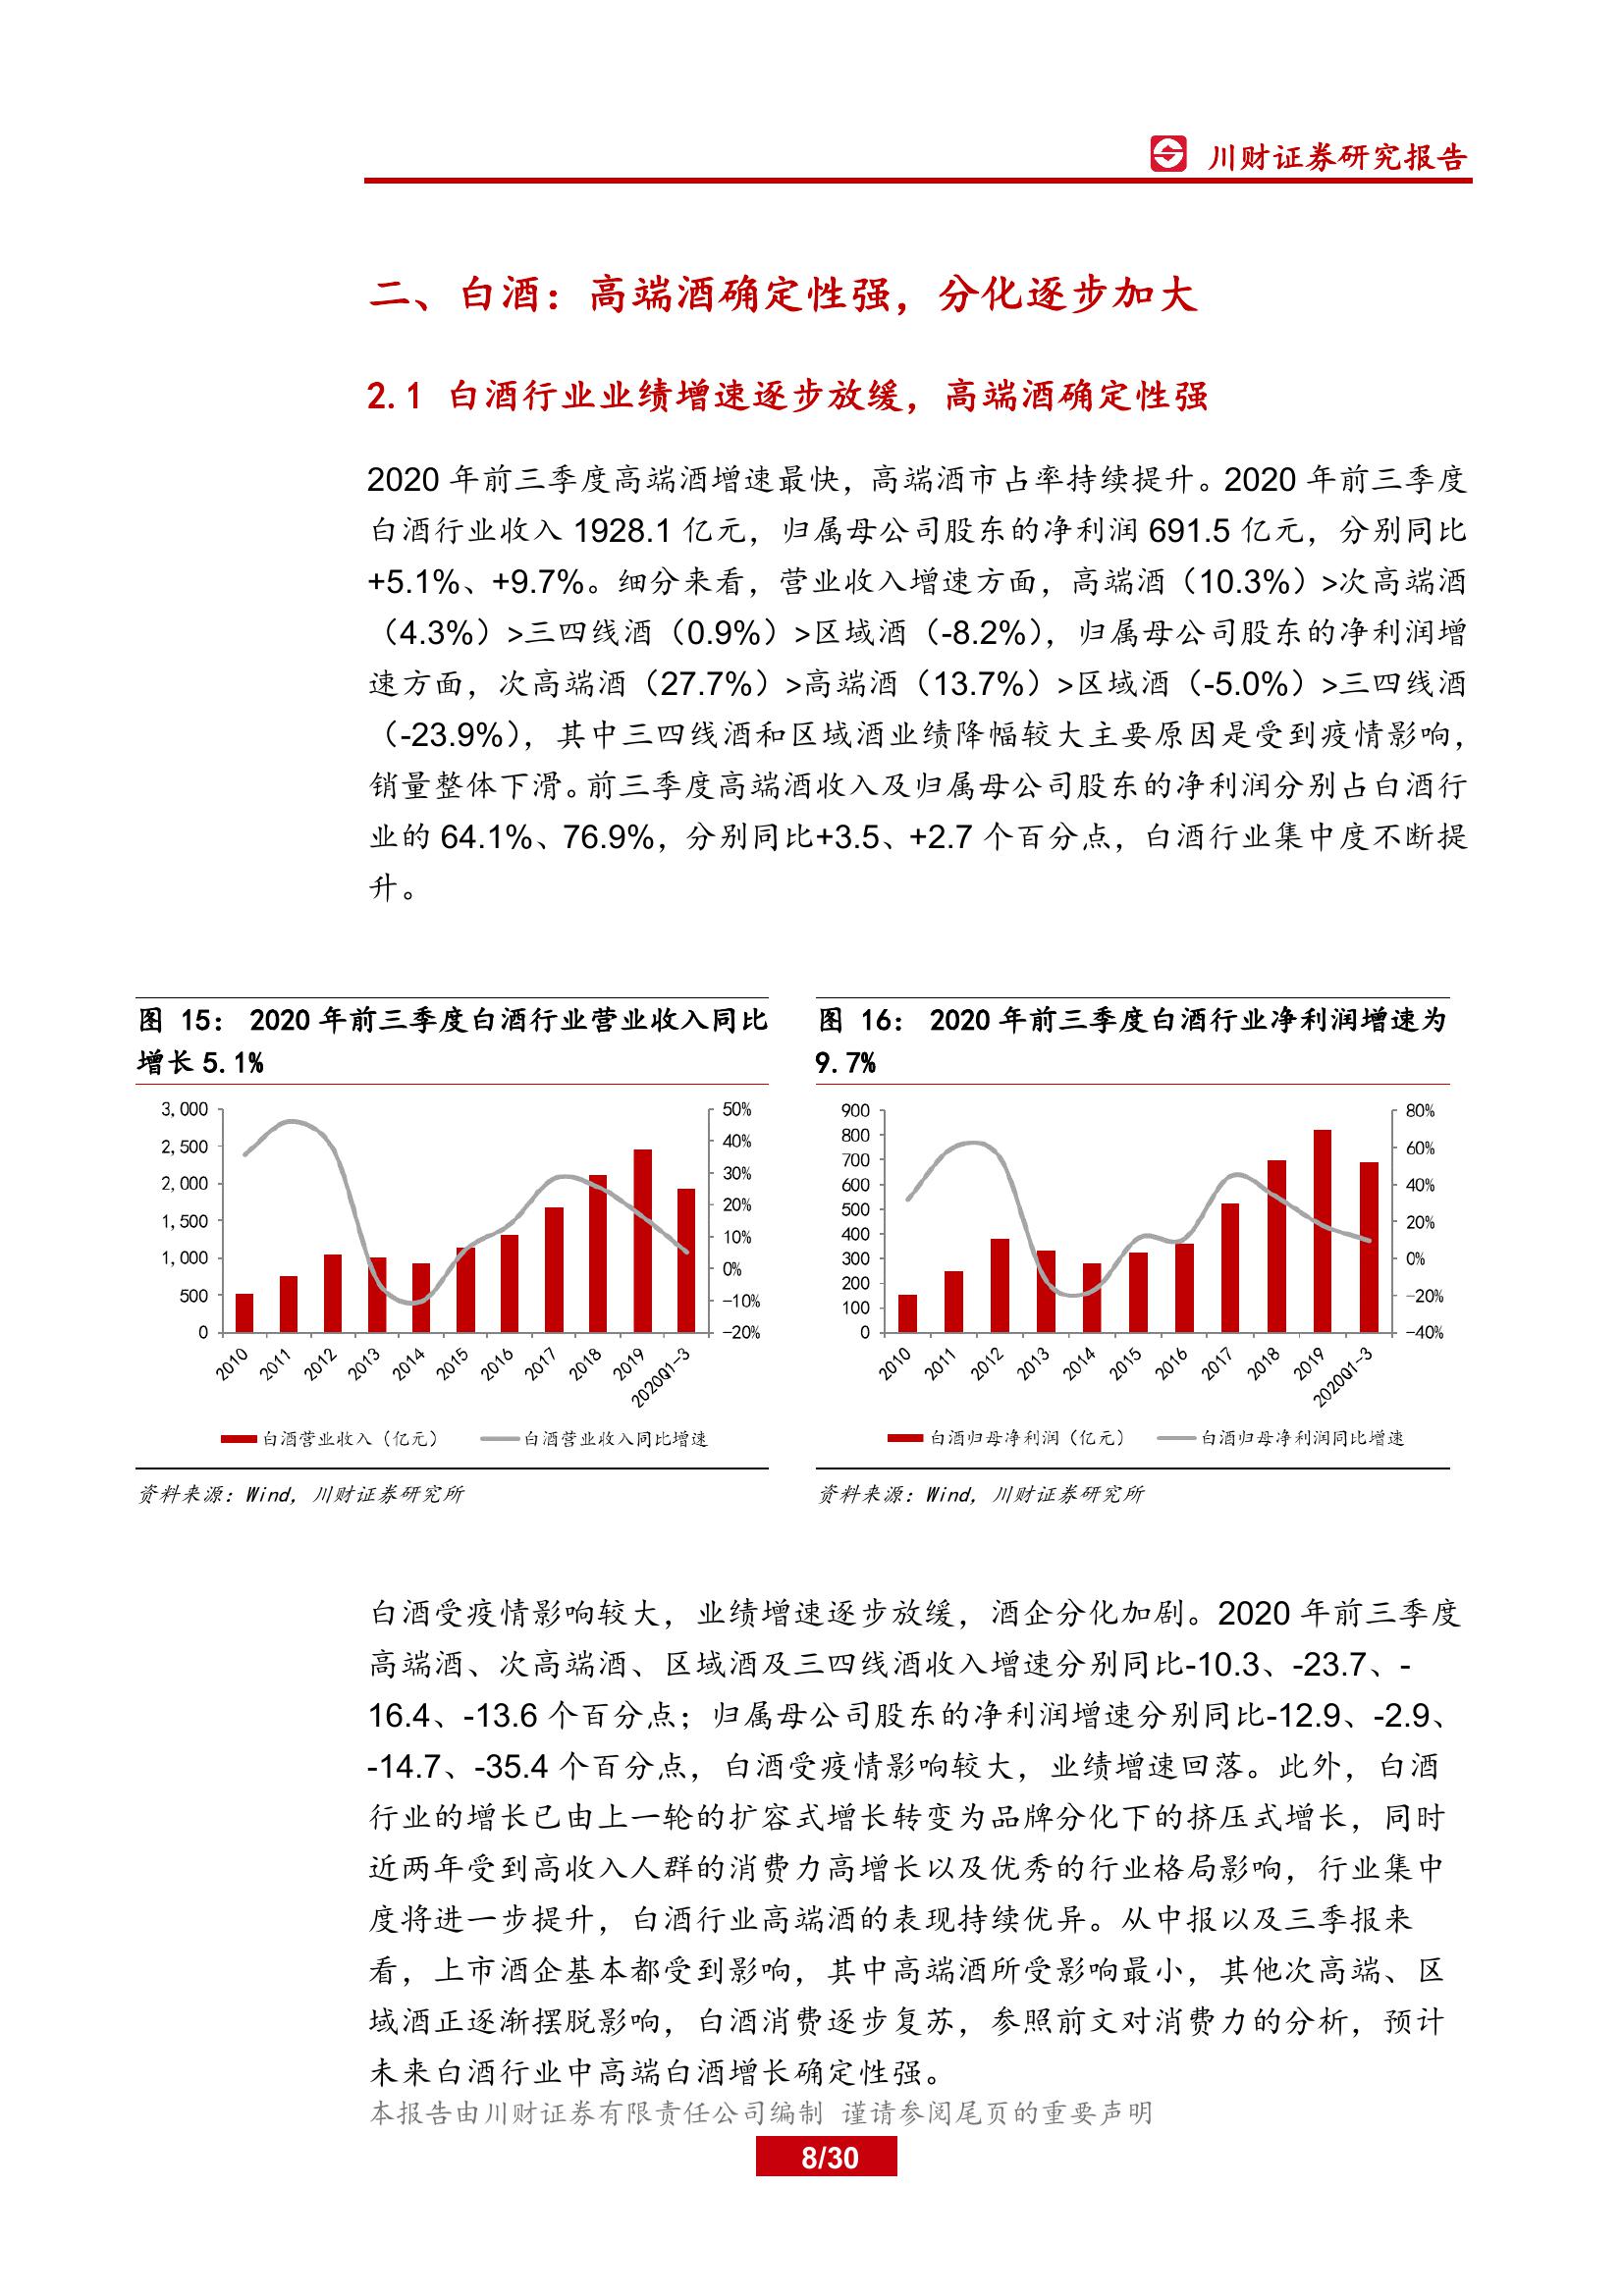 川财证券研究报告
二、白酒：高端酒确定性强，分化逐步加大
2.1 白酒行业业绩增速逐步放缓，高端酒确定性强
2020 年前三季度高端酒增速最快，高端酒市占率持续提升。2020 年前三季度
白酒行业收入 1928.1 亿元，归属母公司股东的净利润 691.5 亿元，分别同比
+5.1%、+9.7%。细分来看，营业收入增速方面，高端酒（10.3%）>次高端酒
（4.3%）>三四线酒（0.9%）>区域酒（-8.2%），归属母公司股东的净利润增
速方面，次高端酒（27.7%）>高端酒（13.7%）>区域酒（-5.0%）>三四线酒
（-23.9%），其中三四线酒和区域酒业绩降幅较大主要原因是受到疫情影响，
销量整体下滑。前三季度高端酒收入及归属母公司股东的净利润分别占白酒行
业的 64.1%、76.9%，分别同比+3.5、+2.7 个百分点，白酒行业集中度不断提
升。
图 15： 2020 年前三季度白酒行业营业收入同比
增长 5.1%
3,000
2,500
2,000
1,500
1,000
500
0
50%
40%
30%
20%
10%
0%
-10%
-20%
2010
2011
2012
2013
2014
2015
2016
2017
2018
2019
2020Q1-3
白酒营业收入（亿元）
白酒营业收入同比增速
资料来源：Wind，川财证券研究所
图 16： 2020 年前三季度白酒行业净利润增速为
9.7%
900
800
700
600
500
400
300
200
100
0
80%
60%
40%
20%
0%
-20%
-40%
2010
2011
2012
2013
2014
2015
2016
2017
2018
2019
2020Q1-3
白酒归母净利润（亿元）
白酒归母净利润同比增速
资料来源：Wind，川财证券研究所
白酒受疫情影响较大，业绩增速逐步放缓，酒企分化加剧。2020 年前三季度
高端酒、次高端酒、区域酒及三四线酒收入增速分别同比-10.3、-23.7、-
16.4、-13.6 个百分点；归属母公司股东的净利润增速分别同比-12.9、-2.9、
-14.7、-35.4 个百分点，白酒受疫情影响较大，业绩增速回落。此外，白酒
行业的增长已由上一轮的扩容式增长转变为品牌分化下的挤压式增长，同时
近两年受到高收入人群的消费力高增长以及优秀的行业格局影响，行业集中
度将进一步提升，白酒行业高端酒的表现持续优异。从中报以及三季报来
看，上市酒企基本都受到影响，其中高端酒所受影响最小，其他次高端、区
域酒正逐渐摆脱影响，白酒消费逐步复苏，参照前文对消费力的分析，预计
未来白酒行业中高端白酒增长确定性强。
本报告由川财证券有限责任公司编制 谨请参阅尾页的重要声明
8/30